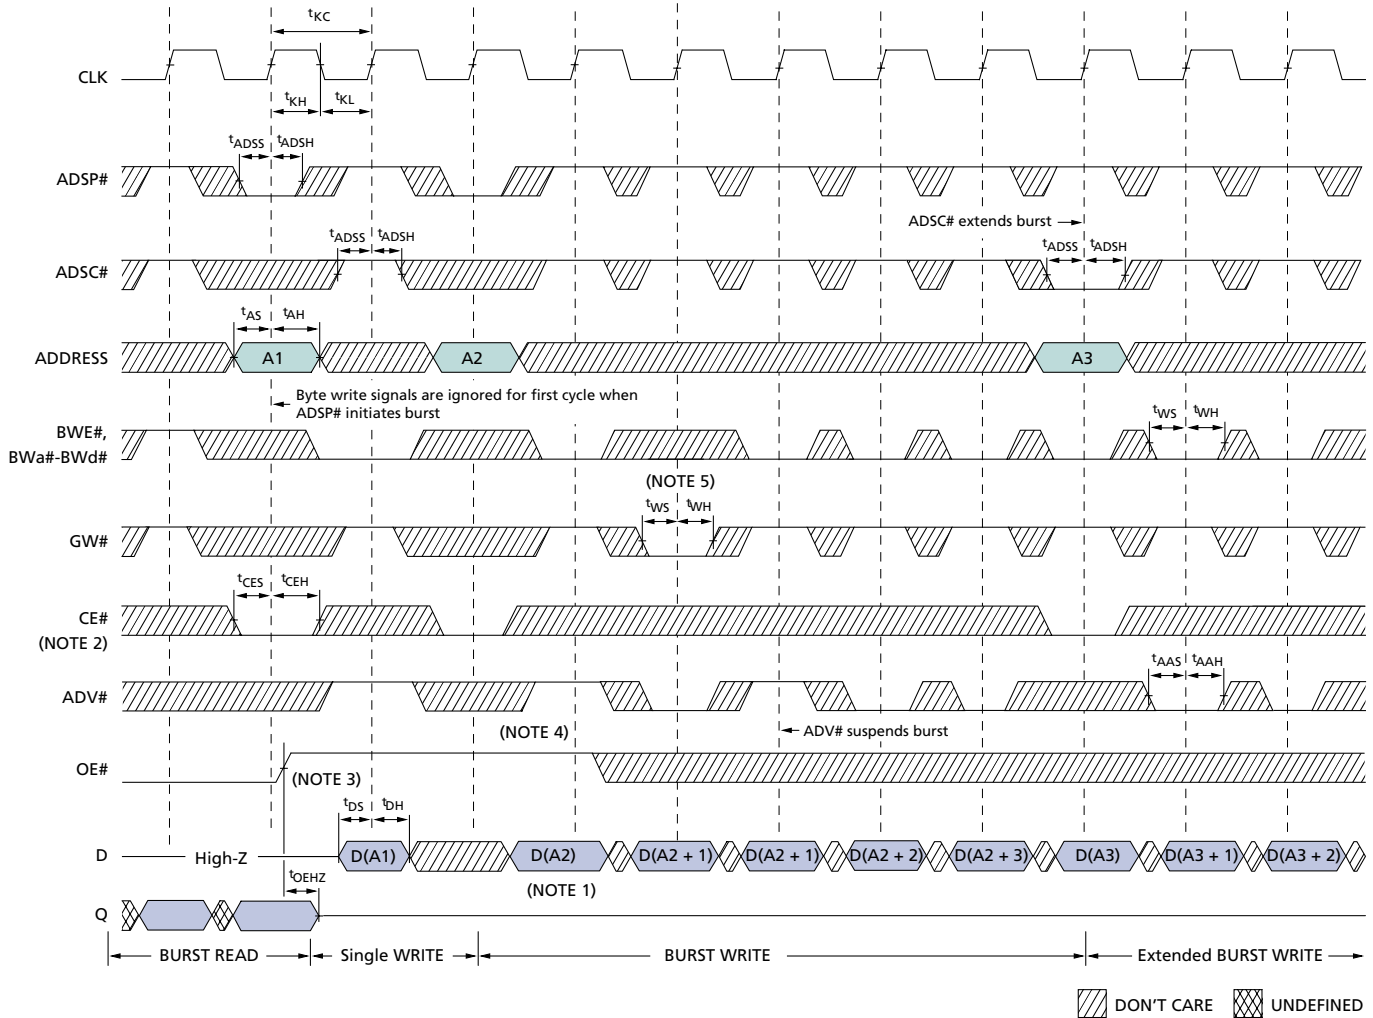 tKC
CLK
tKH
tKL
tADSS
tADSH
ADSP#
ADSC# extends burst
tADSS
tADSH
tADSS
tADSH
ADSC#
tAS
tAH
ADDRESS
A1
A2
A3
Byte write signals are ignored for first cycle when
ADSP# initiates burst
BWE#,
BWa#-BWd#
tWS
tWH
(NOTE 5)
tWS
tWH
GW#
tCES
tCEH
CE#
(NOTE 2)
tAAS
tAAH
ADV#
(NOTE 4)
ADV# suspends burst
OE#
(NOTE 3)
tDS
tDH
D
High-Z
D(A1)
D(A2)
D(A2 + 1)
D(A2 + 1)
D(A2 + 2)
D(A2 + 3)
D(A3)
D(A3 + 1)
D(A3 + 2)
(NOTE 1)
tOEHZ
Q
BURST READ
Single WRITE
BURST WRITE
Extended BURST WRITE
DON'T CARE
UNDEFINED